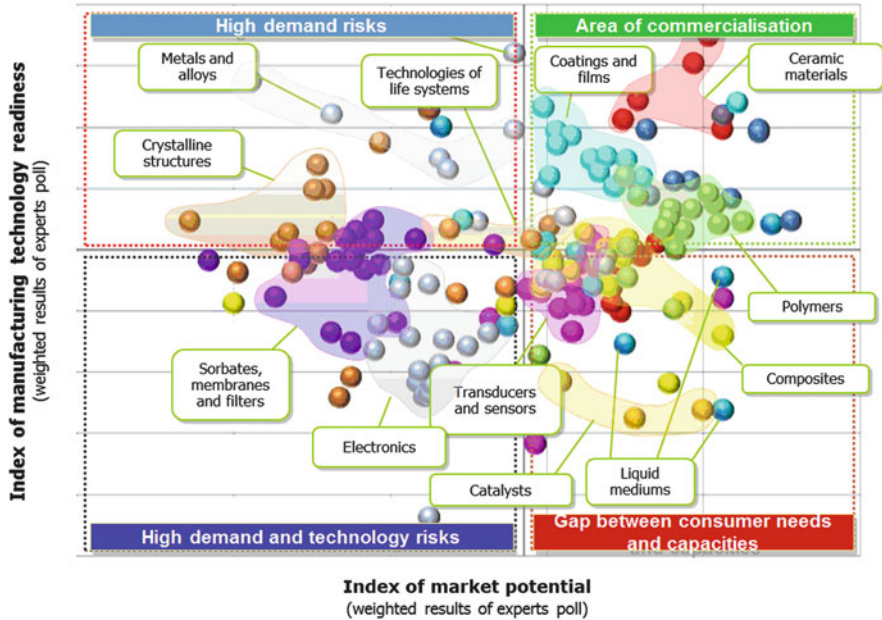 High demand risks
Area of commercialisation
Metals and
alloys
Technologies of
life systems
Coatings and
films
Ceramic
materials
Crystalline
structures
Index of manufacturing technology readiness
(weighted results of experts poll)
Polymers
Sorbates,
membranes
and filters
Transducers
and sensors
Composites
Electronics
Catalysts
Liquid
mediums
High demand and technology risks
Gap between consumer needs
and capacities
Index of market potential
(weighted results of experts poll)